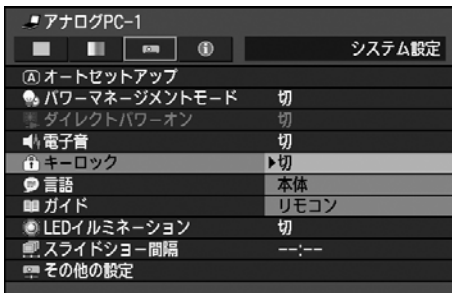 アナログPC-1
システム設定
Ⓐオートセットアップ
パワーマネージメントモード 切
ダイレクトパワーオン 切
電子音 切
キーロック ▶切
言語 本体
ガイド リモコン
LEDイルミネーション 切
スライドショー間隔 --:--
その他の設定